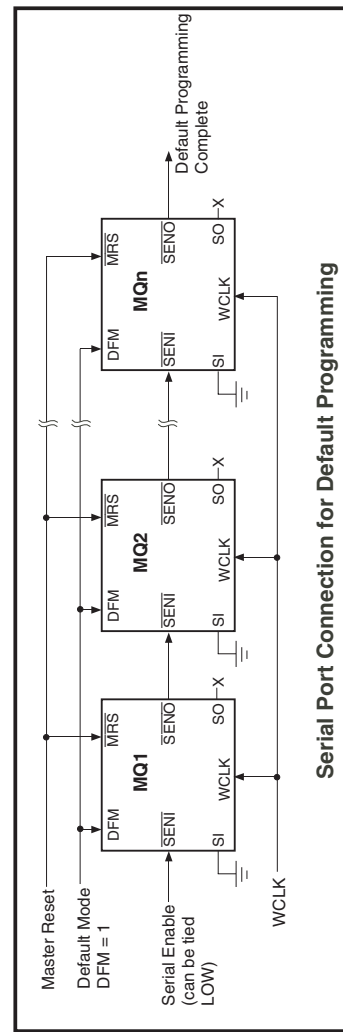 Master Reset
Default Mode
DFM = 1
DFM
MRS
MQ1
SENI
SENO
SI
WCLK
SO
X
DFM
MRS
MQ2
SENI
SENO
SI
WCLK
SO
X
DFM
MRS
MQn
SENI
SENO
SI
WCLK
SO
X
Serial Enable
(can be tied
LOW)
Default Programming
Complete
WCLK
Serial Port Connection for Default Programming